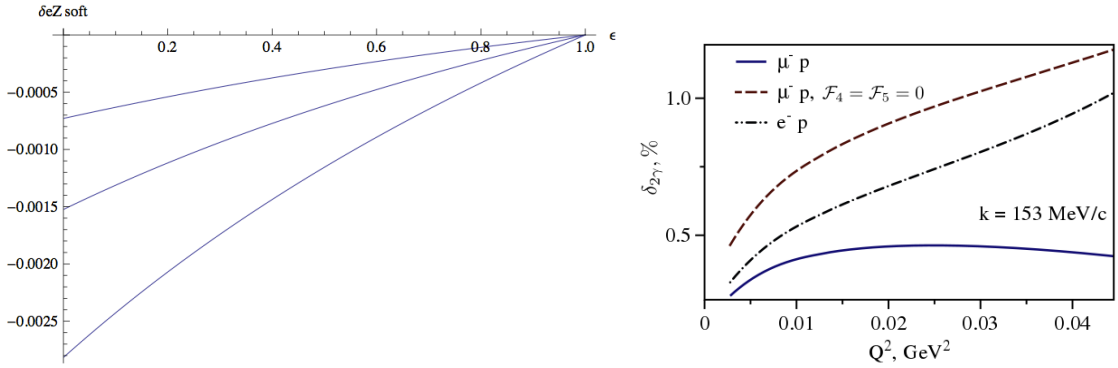 δeZ soft
0.2 0.4 0.6 0.8 1.0 ϵ
−0.0005
−0.0010
−0.0015
−0.0020
−0.0025
μ⁻ p
μ⁻ p, ℱ₄ = ℱ₅ = 0
e⁻ p
k = 153 MeV/c
δ₂γ, %
1.0
0.5
0 0.01 0.02 0.03 0.04
Q², GeV²